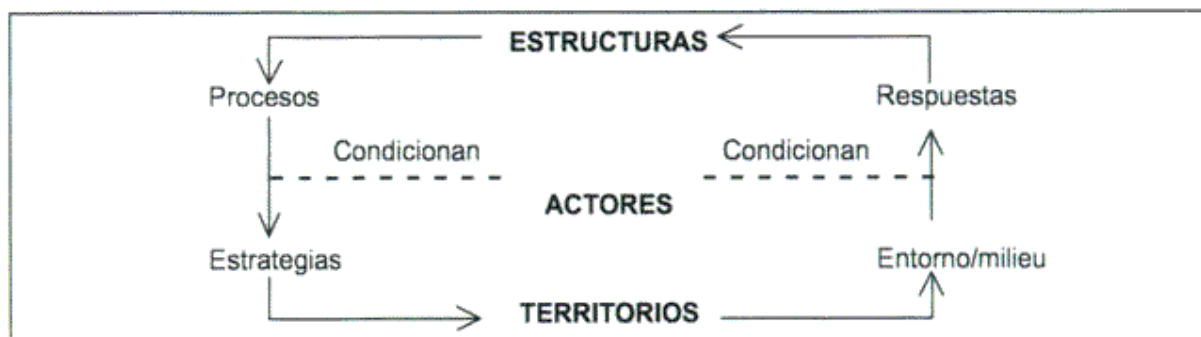 ESTRUCTURAS
Procesos
Respuestas
Condicionan
Condicionan
ACTORES
Estrategias
Entorno/milieu
TERRITORIOS